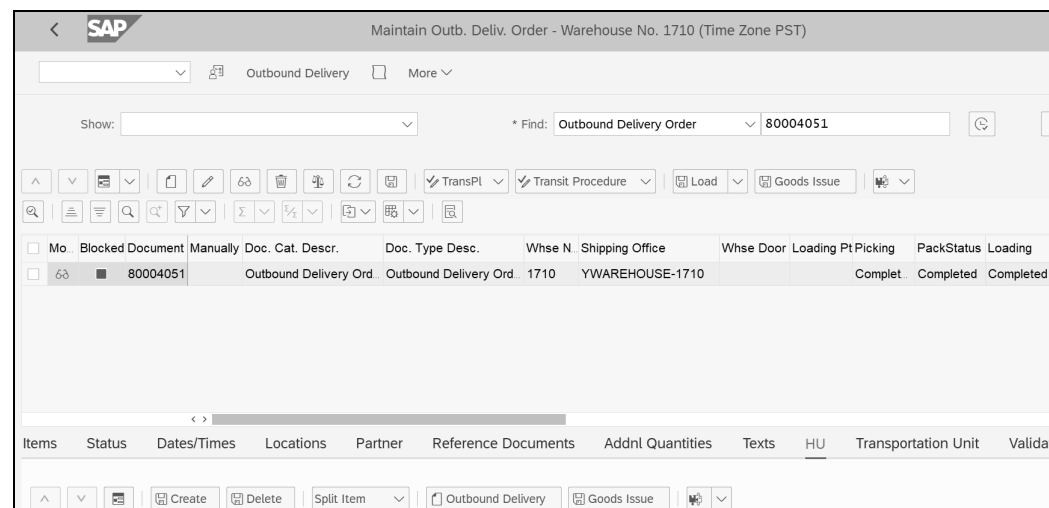 SAP Maintain Outb. Deliv. Order - Warehouse No. 1710 (Time Zone PST)
Outbound Delivery More
Show: * Find: Outbound Delivery Order 80004051
TransPl Transit Procedure Load Goods Issue
Mo.. Blocked Document Manually Doc. Cat. Descr. Doc. Type Desc. Whse N.. Shipping Office Whse Door Loading Pt Picking PackStatus Loading
80004051 Outbound Delivery Ord.. Outbound Delivery Ord.. 1710 YWAREHOUSE-1710 Complet.. Completed Completed
Items Status Dates/Times Locations Partner Reference Documents Addnl Quantities Texts HU Transportation Unit Valida
Create Delete Split Item Outbound Delivery Goods Issue